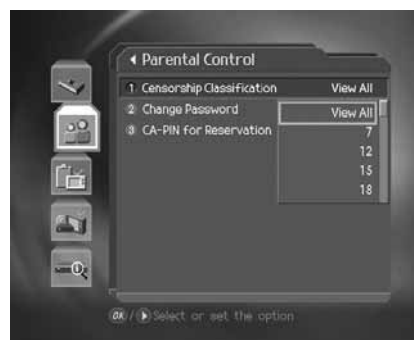 Parental Control
1 Censorship Classification View All
2 Change Password View All
3 CA-PIN for Reservation 7
12
15
18
OK / Select or set the option